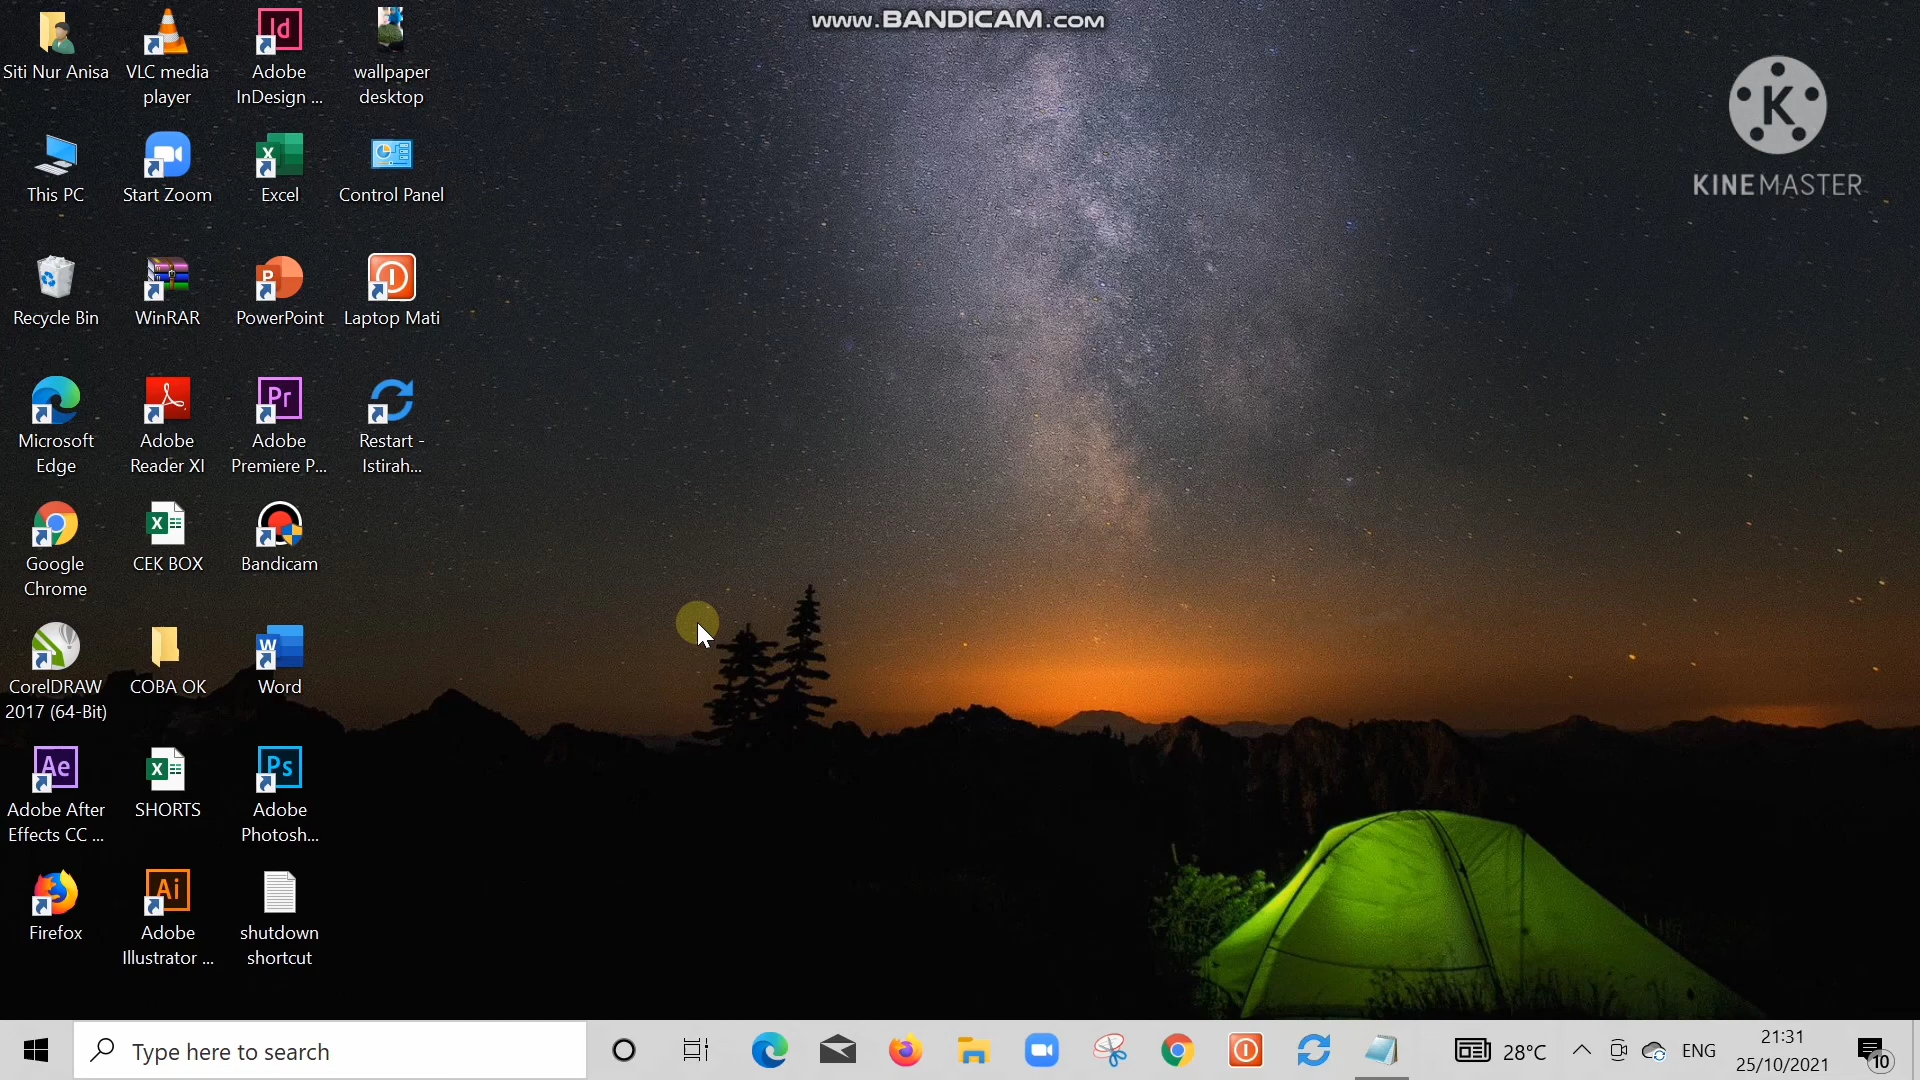 www.BANDICAM.com
KINEMASTER
Siti Nur Anisa
VLC media
player
Adobe
InDesign ...
wallpaper
desktop
This PC
Start Zoom
Excel
Control Panel
Recycle Bin
WinRAR
PowerPoint
Laptop Mati
Microsoft
Edge
Adobe
Reader XI
Adobe
Premiere P...
Restart -
Istirah...
Google
Chrome
CEK BOX
Bandicam
CorelDRAW
2017 (64-Bit)
COBA OK
Word
Adobe After
Effects CC ...
SHORTS
Adobe
Photosh...
Firefox
Adobe
Illustrator ...
shutdown
shortcut
Type here to search
28°C
ENG
21:31
25/10/2021
10